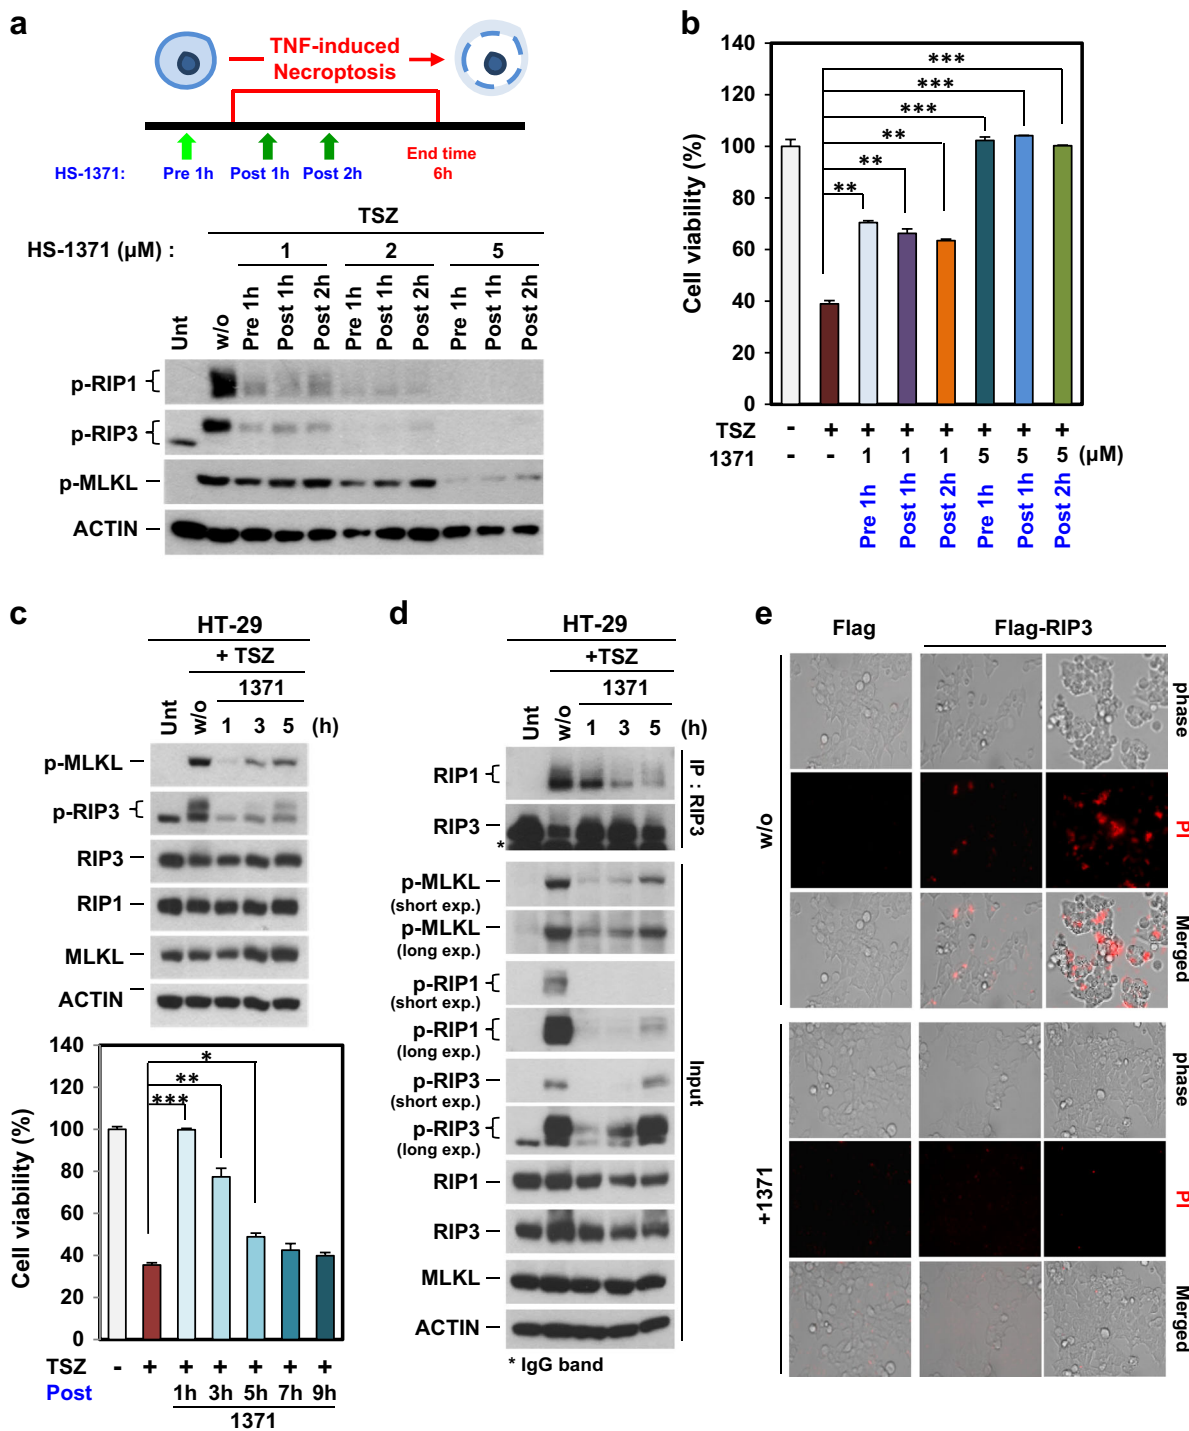 a
TNF-induced
Necroptosis
HS-1371:
Pre 1h
Post 1h
Post 2h
End time
6h
TSZ
HS-1371 (µM) :
1
2
5
Unt
w/o
Pre 1h
Post 1h
Post 2h
Pre 1h
Post 1h
Post 2h
Pre 1h
Post 1h
Post 2h
p-RIP1
p-RIP3
p-MLKL
ACTIN
b
Cell viability (%)
140
120
100
80
60
40
20
0
***
***
***
**
**
**
TSZ - + + + + + + +
1371 - - 1 1 1 5 5 5 (µM)
Pre 1h
Post 1h
Post 2h
Pre 1h
Post 1h
Post 2h
c
HT-29
+ TSZ
1371
Unt
w/o
1 3 5 (h)
p-MLKL
p-RIP3
RIP3
RIP1
MLKL
ACTIN
Cell viability (%)
140
120
100
80
60
40
20
0
*
**
***
TSZ - + + + + + +
Post 1h 3h 5h 7h 9h
1371
d
HT-29
+TSZ
1371
Unt
w/o
1 3 5 (h)
RIP1
RIP3
*
IP : RIP3
p-MLKL
(short exp.)
p-MLKL
(long exp.)
p-RIP1
(short exp.)
p-RIP1
(long exp.)
p-RIP3
(short exp.)
p-RIP3
(long exp.)
RIP1
RIP3
MLKL
ACTIN
Input
* IgG band
e
Flag
Flag-RIP3
w/o
phase
PI
Merged
+1371
phase
PI
Merged